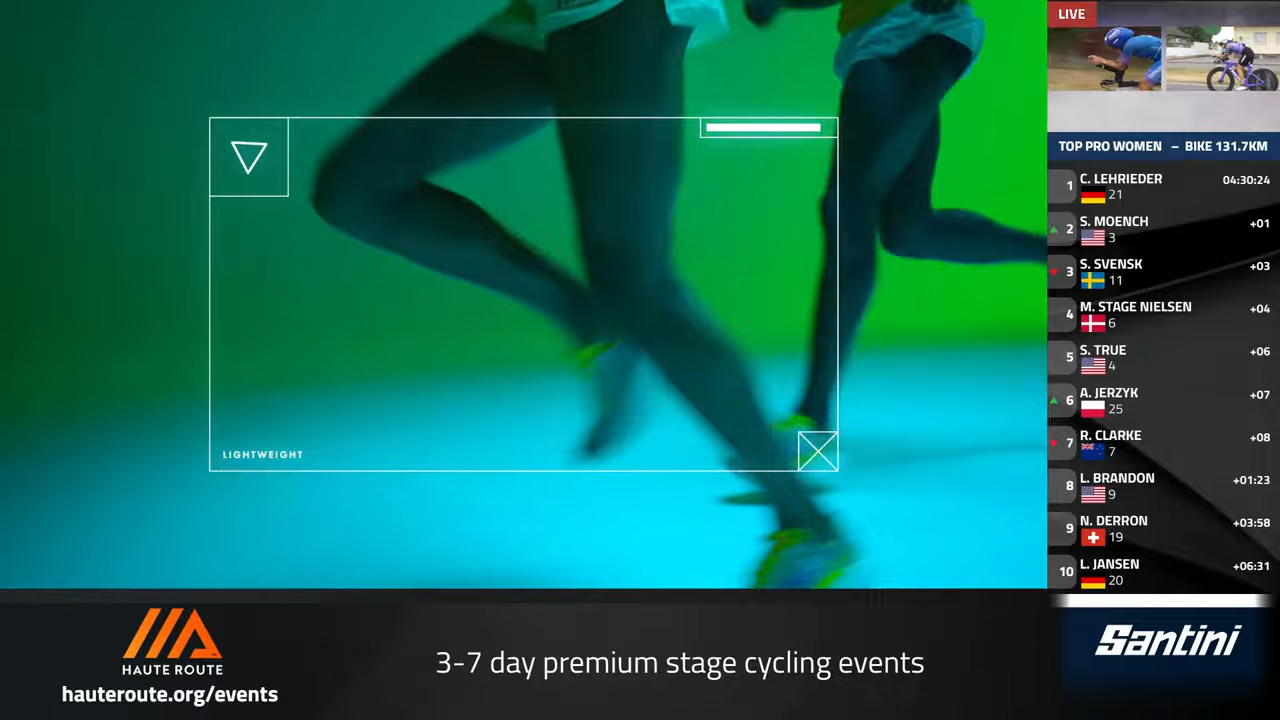 LIVE
TOP PRO WOMEN – BIKE 131.7KM
1 C. LEHRIEDER 04:30:24
21
2 S. MOENCH +01
3
3 S. SVENSK +03
11
4 M. STAGE NIELSEN +04
6
5 S. TRUE +06
4
6 A. JERZYK +07
25
7 R. CLARKE +08
7
8 L. BRANDON +01:23
9
9 N. DERRON +03:58
19
10 L. JANSEN +06:31
20
LIGHTWEIGHT
HAUTE ROUTE
hauteroute.org/events
3-7 day premium stage cycling events
Santini